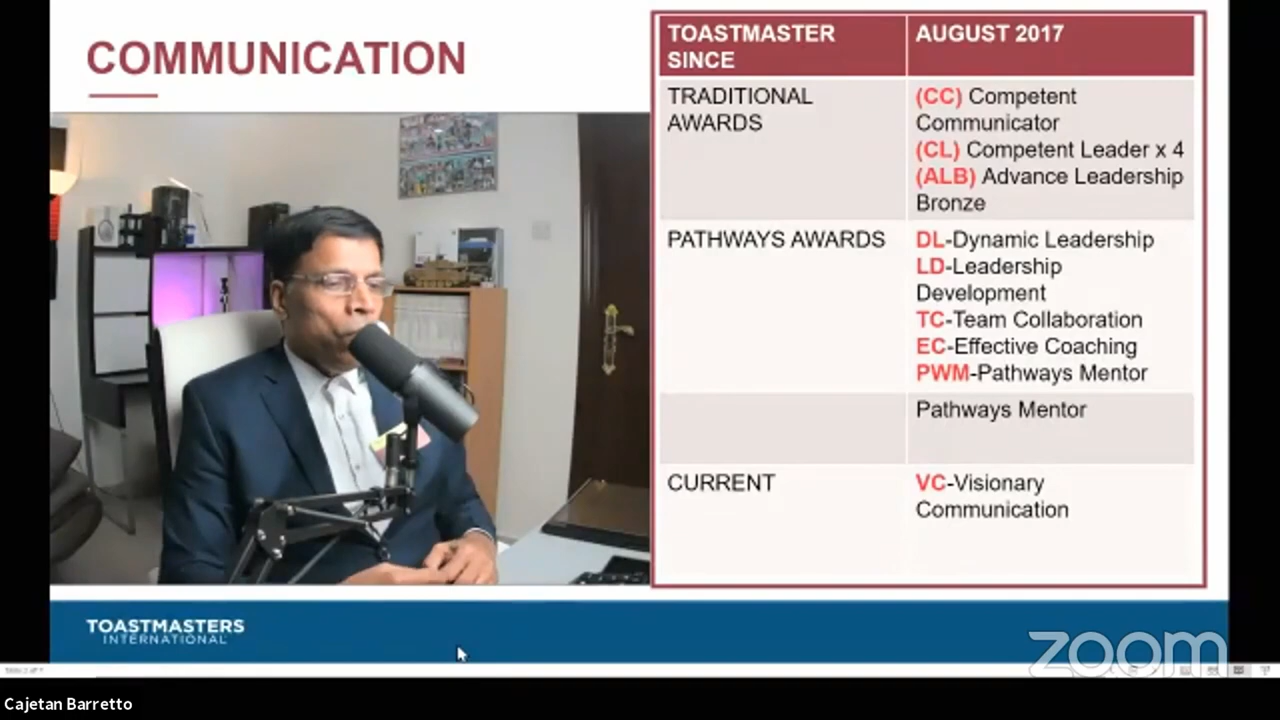 COMMUNICATION
TOASTMASTER
SINCE
AUGUST 2017
TRADITIONAL
AWARDS
(CC) Competent
Communicator
(CL) Competent Leader x 4
(ALB) Advance Leadership
Bronze
PATHWAYS AWARDS
DL-Dynamic Leadership
LD-Leadership
Development
TC-Team Collaboration
EC-Effective Coaching
PWM-Pathways Mentor
Pathways Mentor
CURRENT
VC-Visionary
Communication
TOASTMASTERS
INTERNATIONAL
zoom
Cajetan Barretto